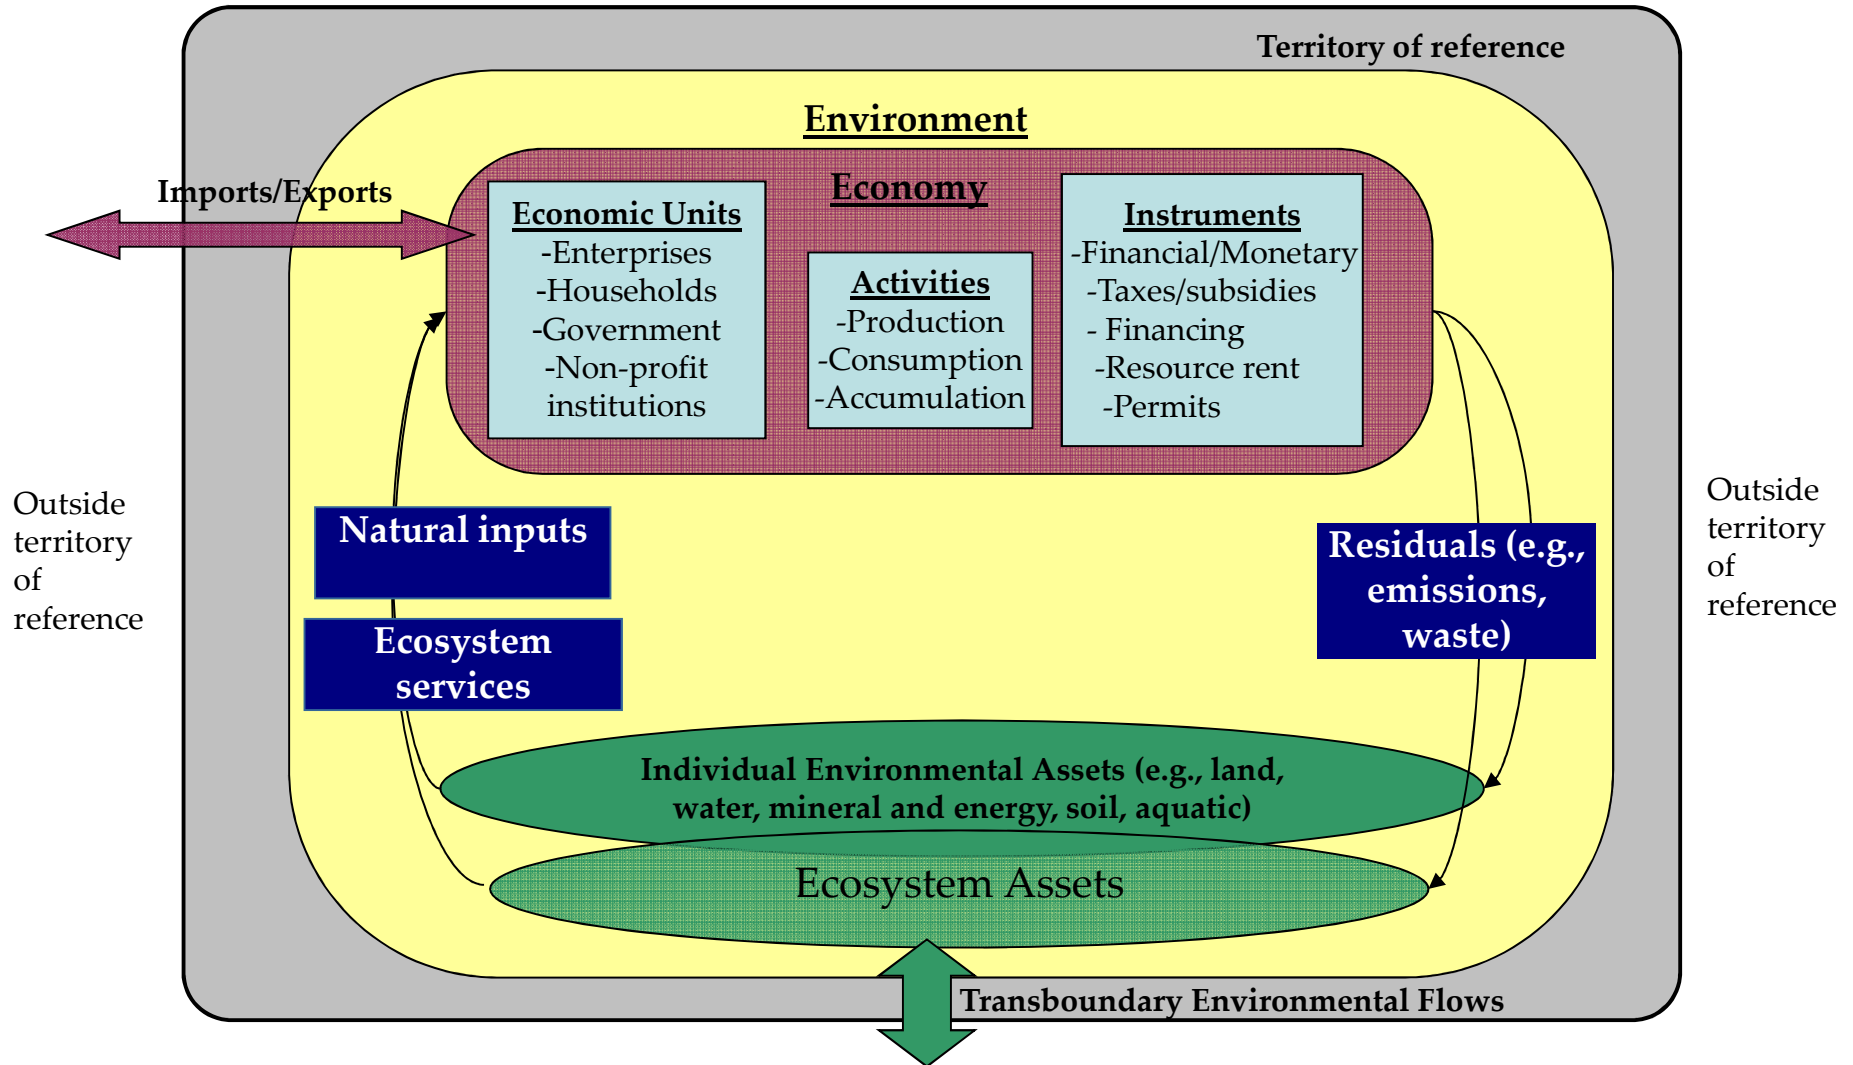 Territory of reference
Environment
Imports/Exports
Economy
Economic Units
-Enterprises
-Households
-Government
-Non-profit
institutions
Activities
-Production
-Consumption
-Accumulation
Instruments
-Financial/Monetary
-Taxes/subsidies
- Financing
-Resource rent
-Permits
Outside
territory
of
reference
Natural inputs
Ecosystem
services
Residuals (e.g.,
emissions,
waste)
Outside
territory
of
reference
Individual Environmental Assets (e.g., land,
water, mineral and energy, soil, aquatic)
Ecosystem Assets
Transboundary Environmental Flows